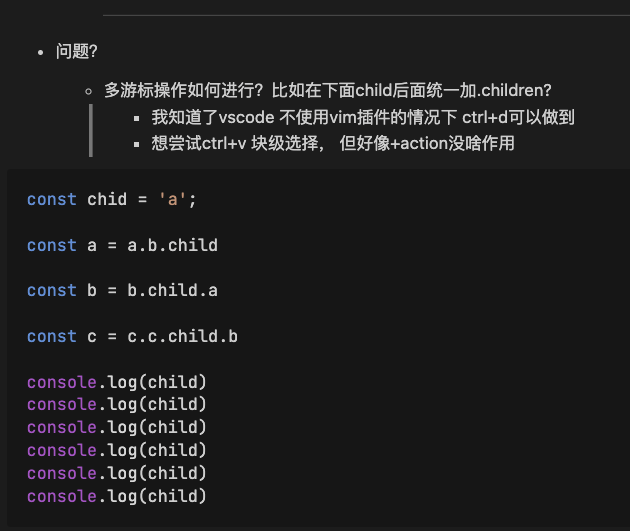 问题?
多游标操作如何进行? 比如在下面child后面统一加.children?
我知道了vscode 不使用vim插件的情况下 ctrl+d可以做到
想尝试ctrl+v 块级选择， 但好像+action没啥作用
const chid = 'a';
const a = a.b.child
const b = b.child.a
const c = c.c.child.b
console.log(child)
console.log(child)
console.log(child)
console.log(child)
console.log(child)
console.log(child)